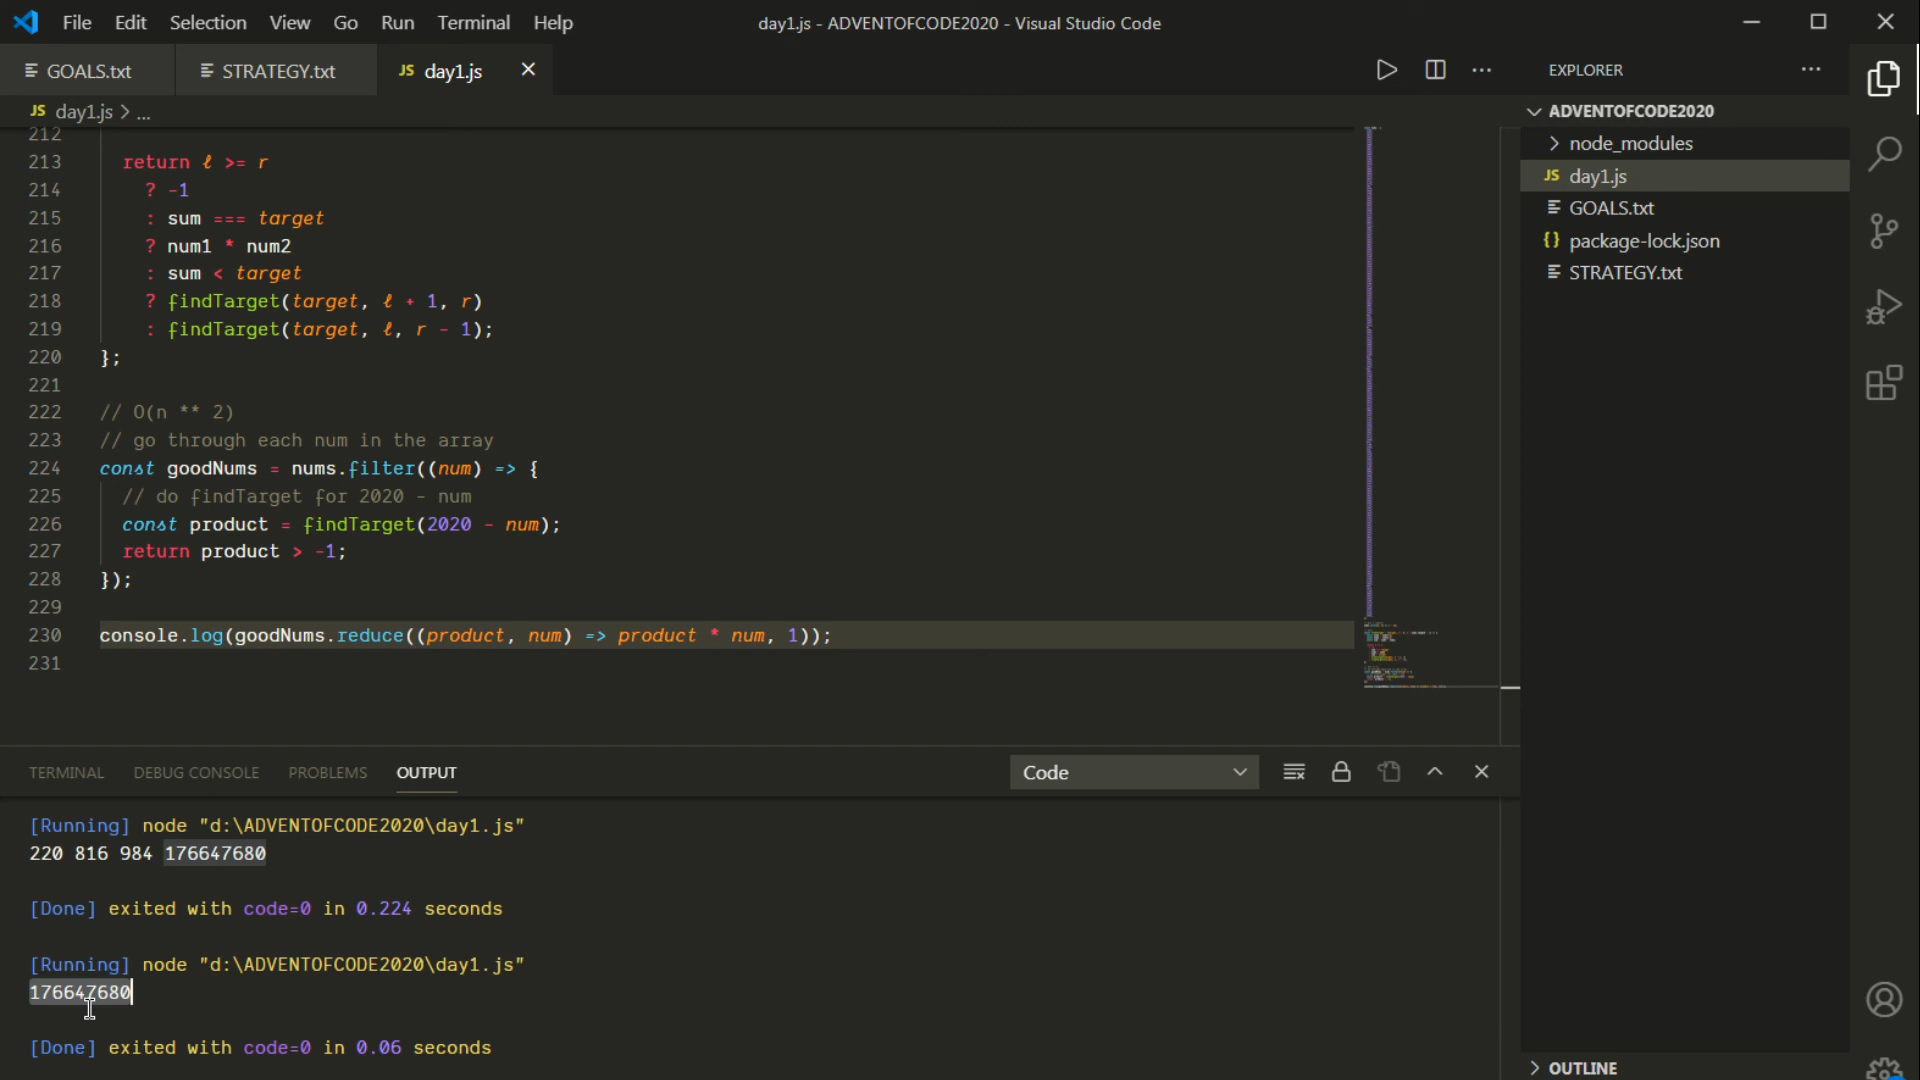 File Edit Selection View Go Run Terminal Help
day1.js - ADVENTOFCODE2020 - Visual Studio Code
GOALS.txt
STRATEGY.txt
JS day1.js
JS day1.js > ...
212
213 return ℓ >= r
214 ? -1
215 : sum === target
216 ? num1 * num2
217 : sum < target
218 ? findTarget(target, ℓ + 1, r)
219 : findTarget(target, ℓ, r - 1);
220 };
221
222 // O(n ** 2)
223 // go through each num in the array
224 const goodNums = nums.filter((num) => {
225 // do findTarget for 2020 - num
226 const product = findTarget(2020 - num);
227 return product > -1;
228 });
229
230 console.log(goodNums.reduce((product, num) => product * num, 1));
231
TERMINAL DEBUG CONSOLE PROBLEMS OUTPUT
Code
[Running] node "d:\ADVENTOFCODE2020\day1.js"
220 816 984 176647680
[Done] exited with code=0 in 0.224 seconds
[Running] node "d:\ADVENTOFCODE2020\day1.js"
176647680
[Done] exited with code=0 in 0.06 seconds
EXPLORER
ADVENTOFCODE2020
node_modules
JS day1.js
GOALS.txt
{} package-lock.json
STRATEGY.txt
OUTLINE